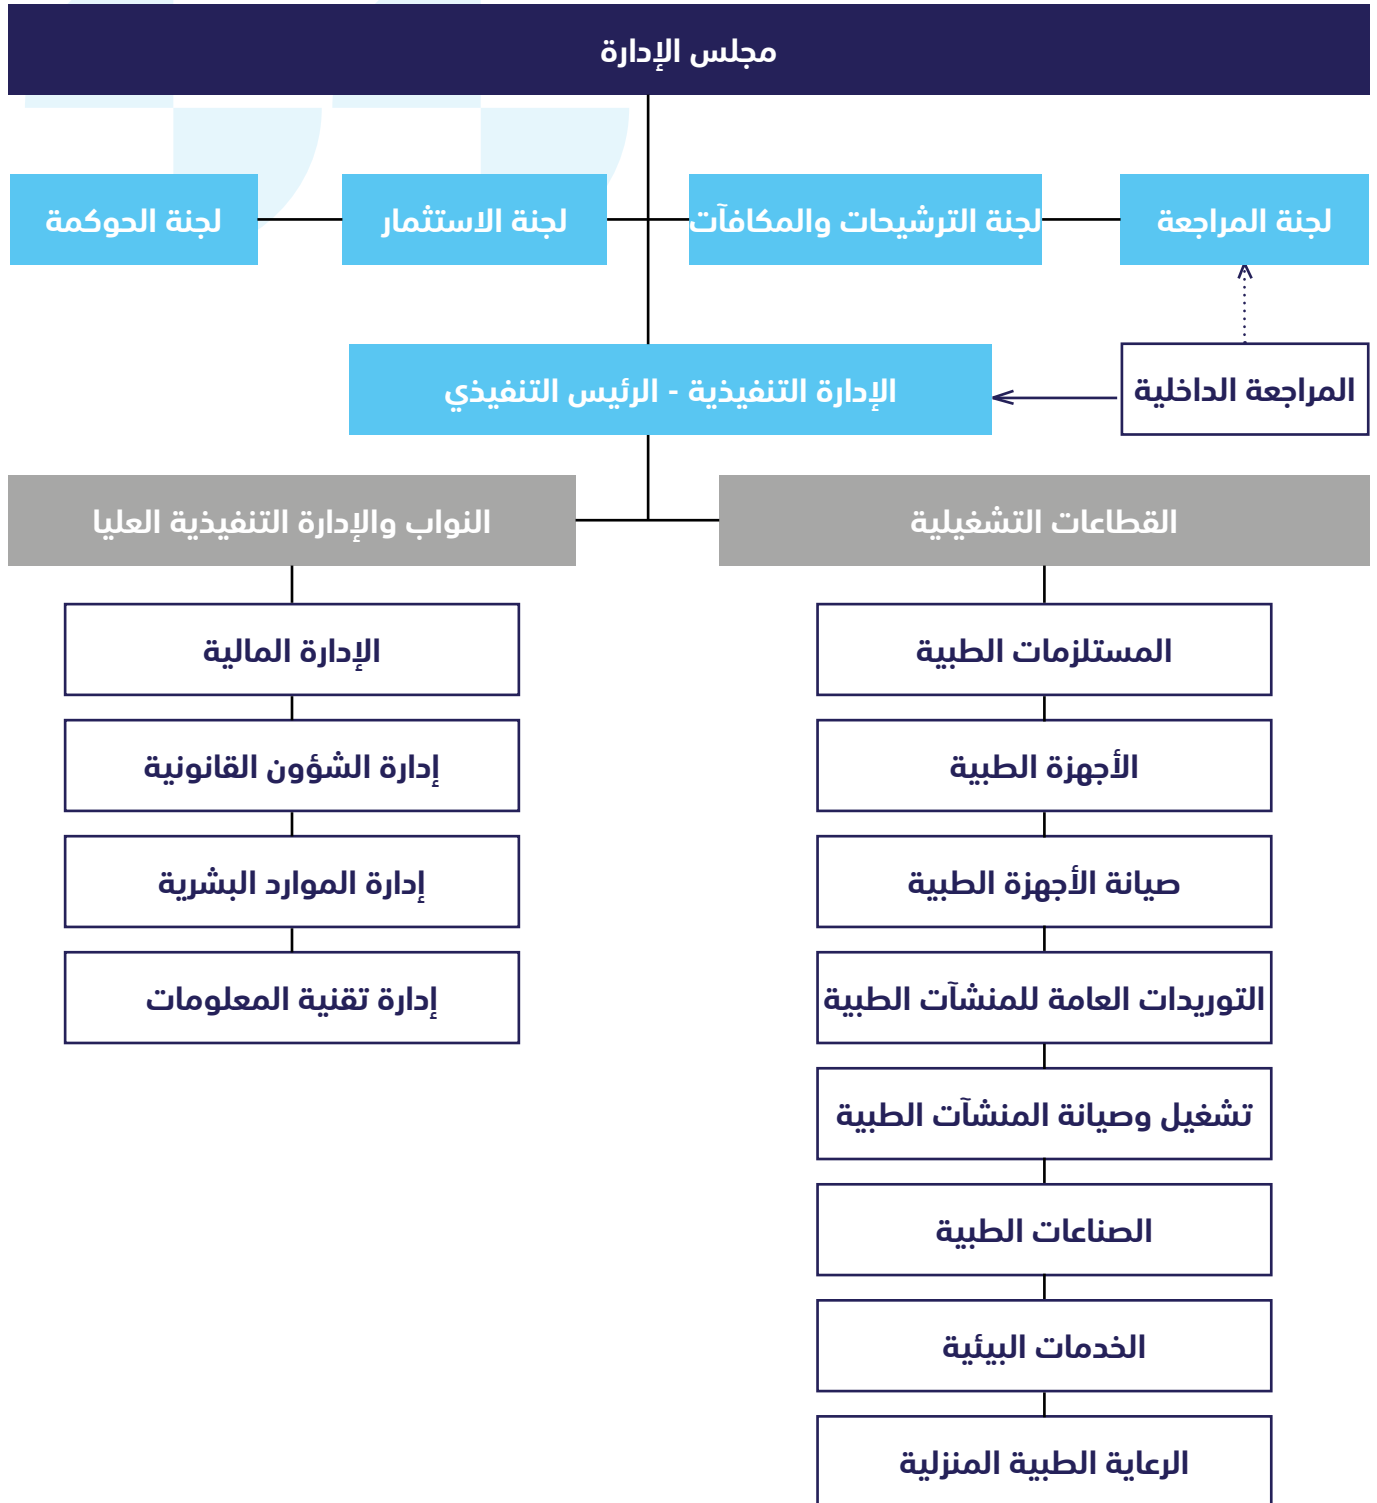 مجلس الإدارة
لجنة المراجعة
لجنة الترشيحات والمكافآت
لجنة الاستثمار
لجنة الحوكمة
المراجعة الداخلية
الإدارة التنفيذية - الرئيس التنفيذي
القطاعات التشغيلية
المستلزمات الطبية
الأجهزة الطبية
صيانة الأجهزة الطبية
التوريدات العامة للمنشآت الطبية
تشغيل وصيانة المنشآت الطبية
الصناعات الطبية
الخدمات البيئية
الرعاية الطبية المنزلية
النواب والإدارة التنفيذية العليا
الإدارة المالية
إدارة الشؤون القانونية
إدارة الموارد البشرية
إدارة تقنية المعلومات